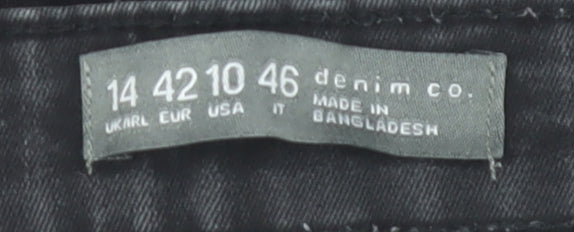 14 42 10 46 denim co.
UK/IRL EUR USA IT MADE IN
BANGLADESH